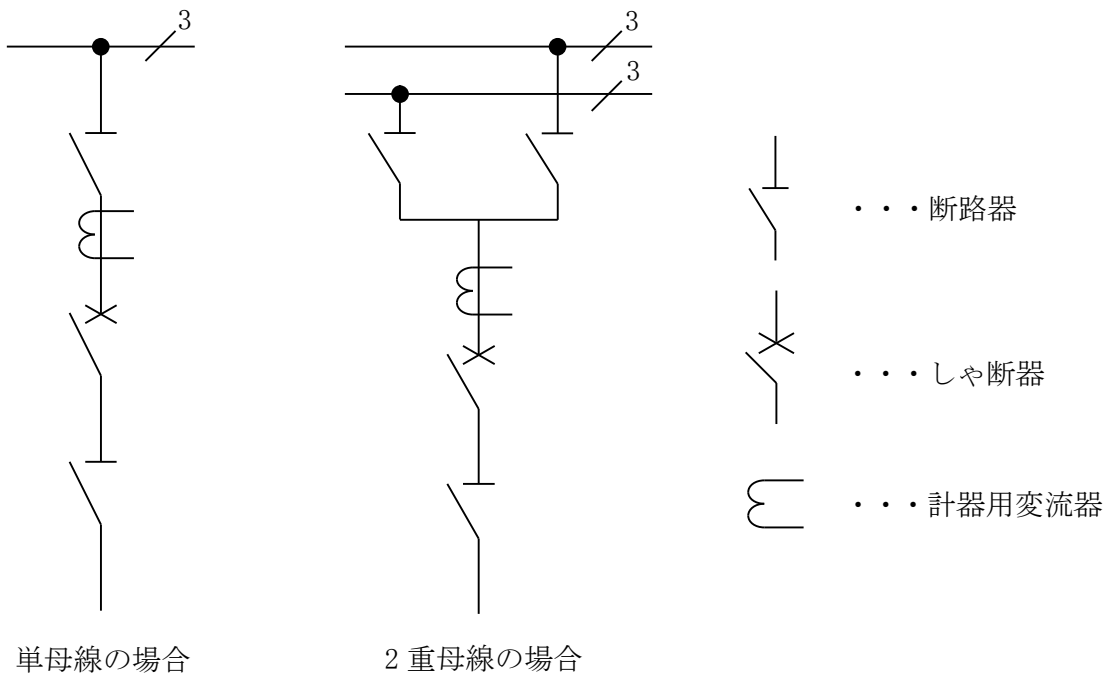 3
3
3
・・・断路器
・・・しゃ断器
・・・計器用変流器
単母線の場合
2 重母線の場合